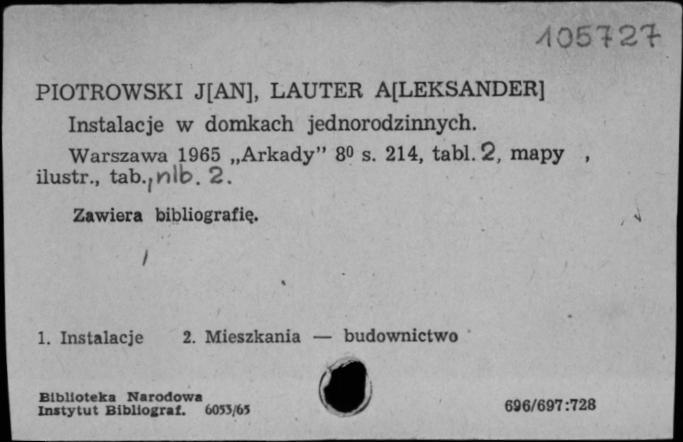 105727
PIOTROWSKI J[AN], LAUTER A[LEKSANDER]
Instalacje w domkach jednorodzinnych.
Warszawa 1965 „Arkady” 8⁰ s. 214, tabl. 2, mapy ,
ilustr., tab., nlb. 2.
Zawiera bibliografię.
1. Instalacje 2. Mieszkania — budownictwo
Biblioteka Narodowa
Instytut Bibliograf. 6053/65
696/697:728